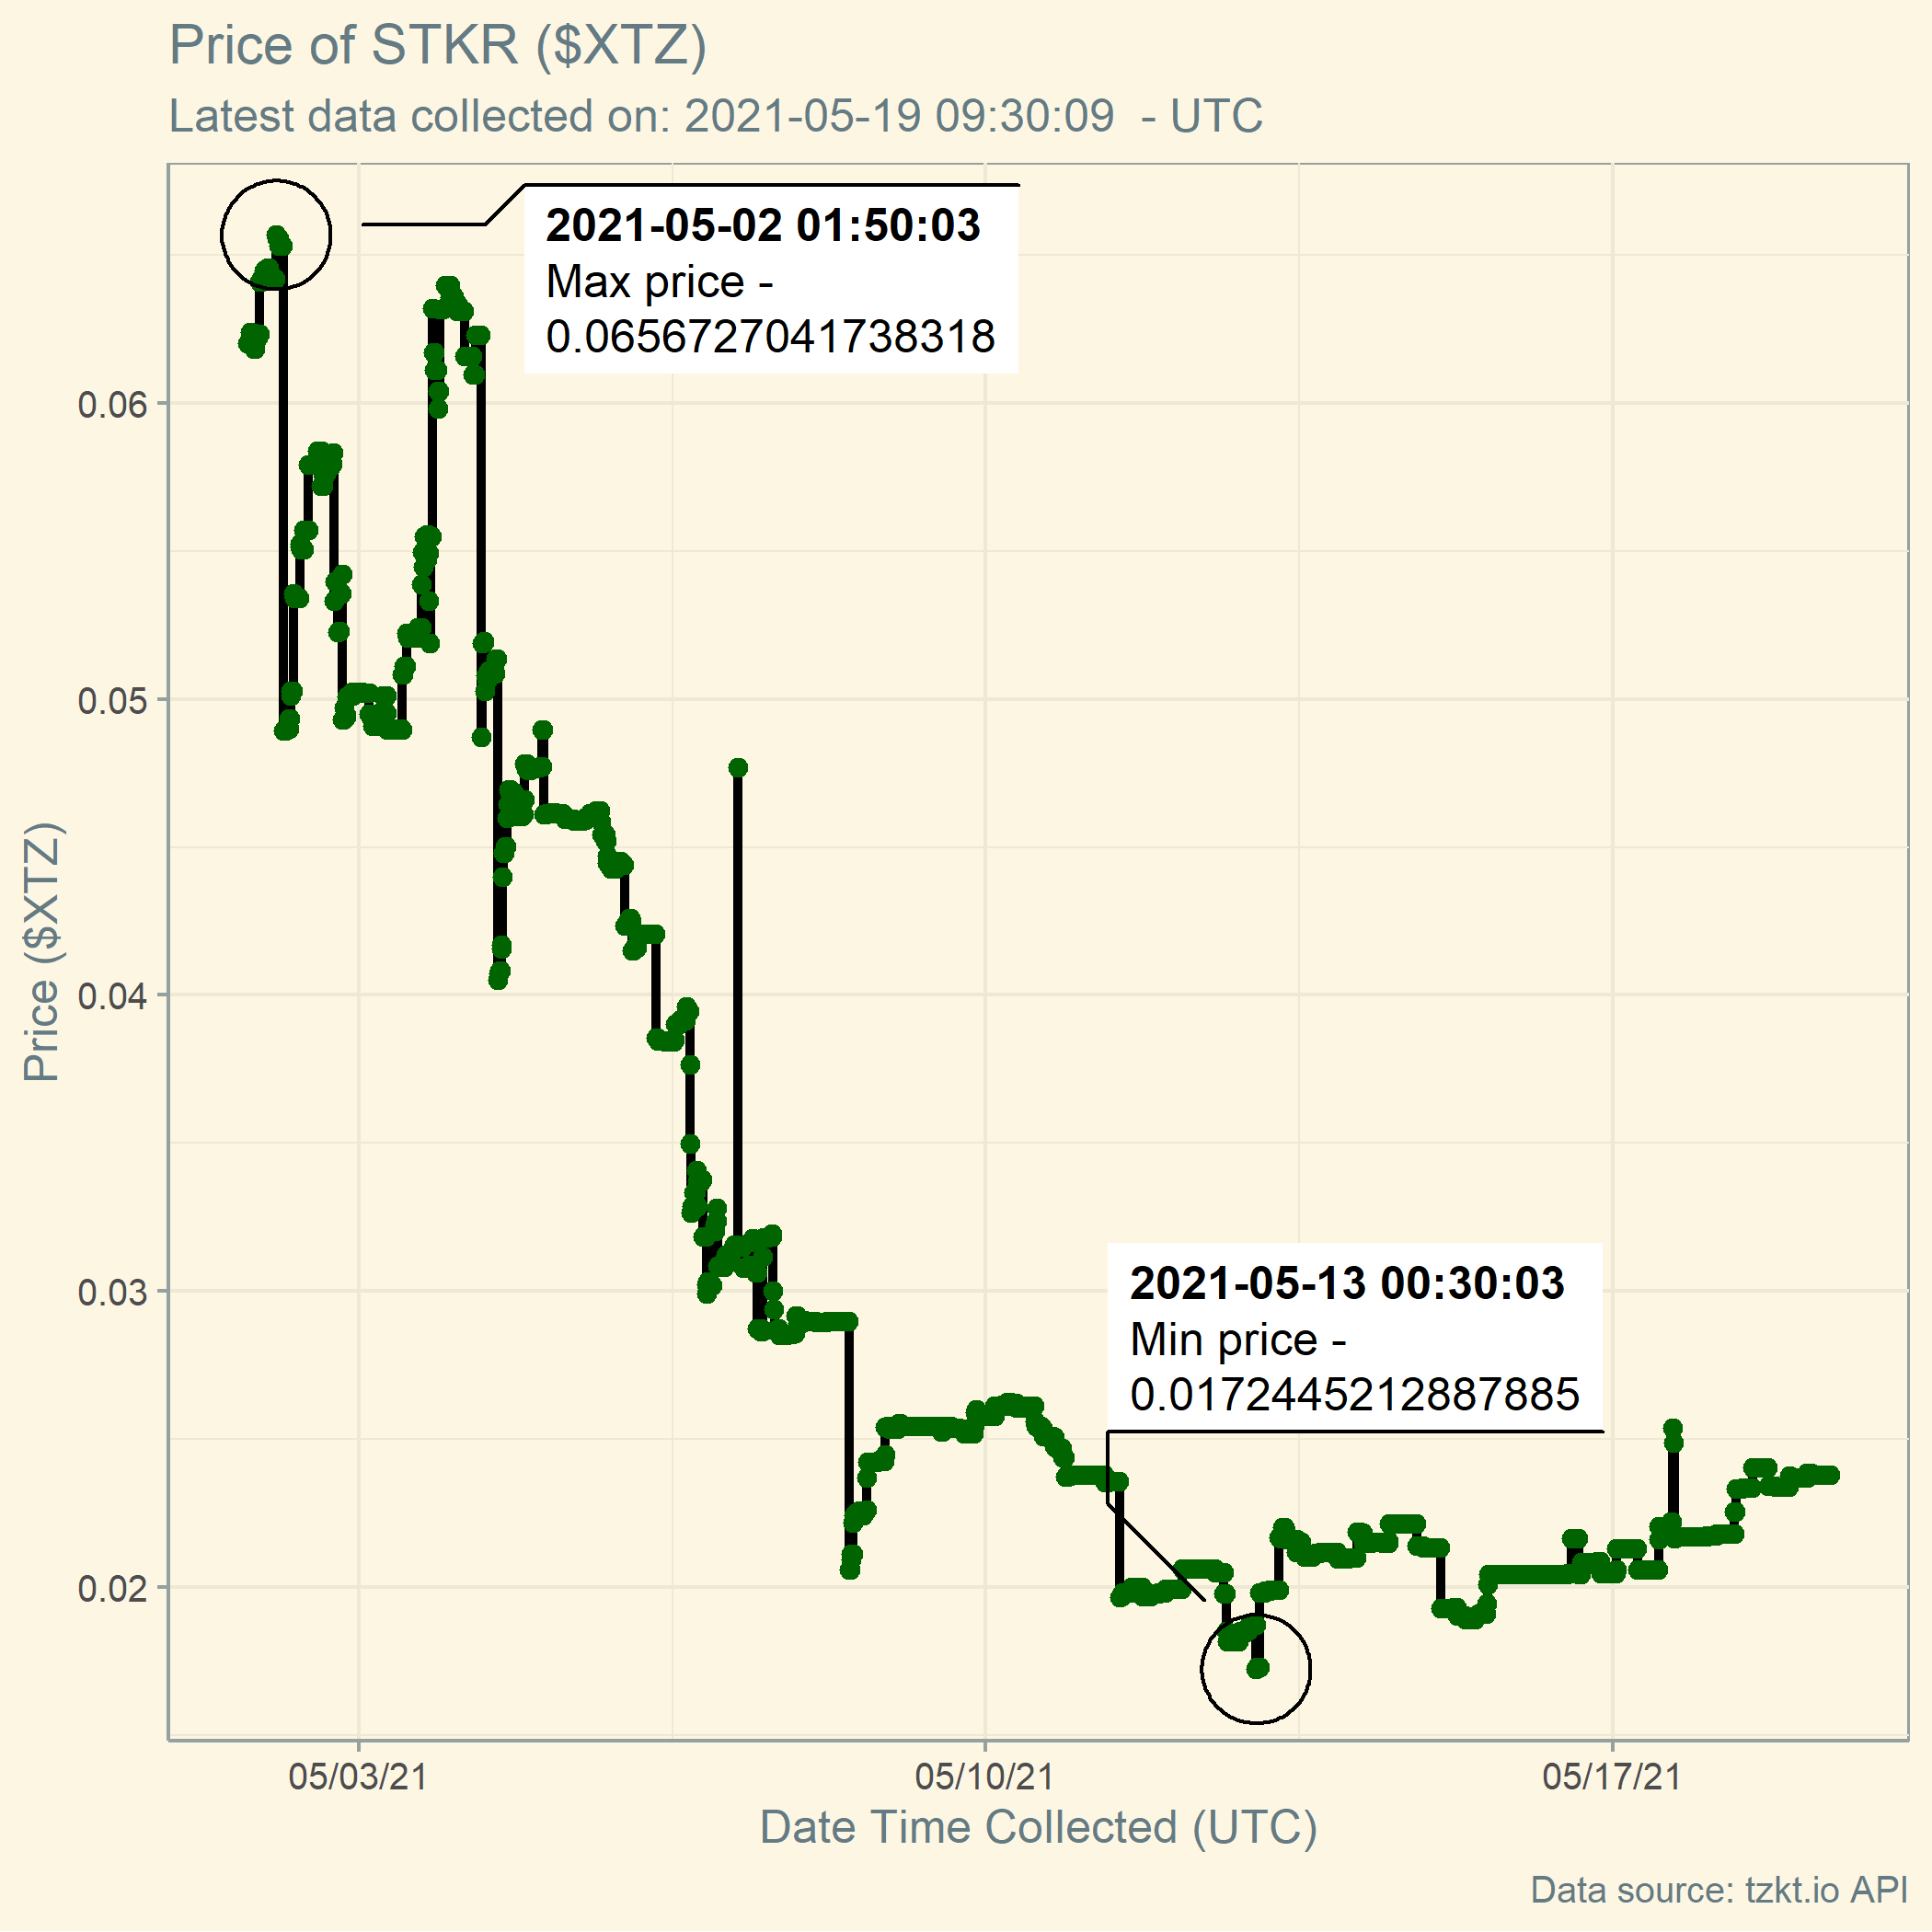 Price of STKR ($XTZ)
Latest data collected on: 2021-05-19 09:30:09  - UTC
2021-05-02 01:50:03
Max price -
0.0656727041738318
0.06
0.05
0.04
0.03
0.02
Price ($XTZ)
2021-05-13 00:30:03
Min price -
0.0172445212887885
05/03/21
05/10/21
05/17/21
Date Time Collected (UTC)
Data source: tzkt.io API